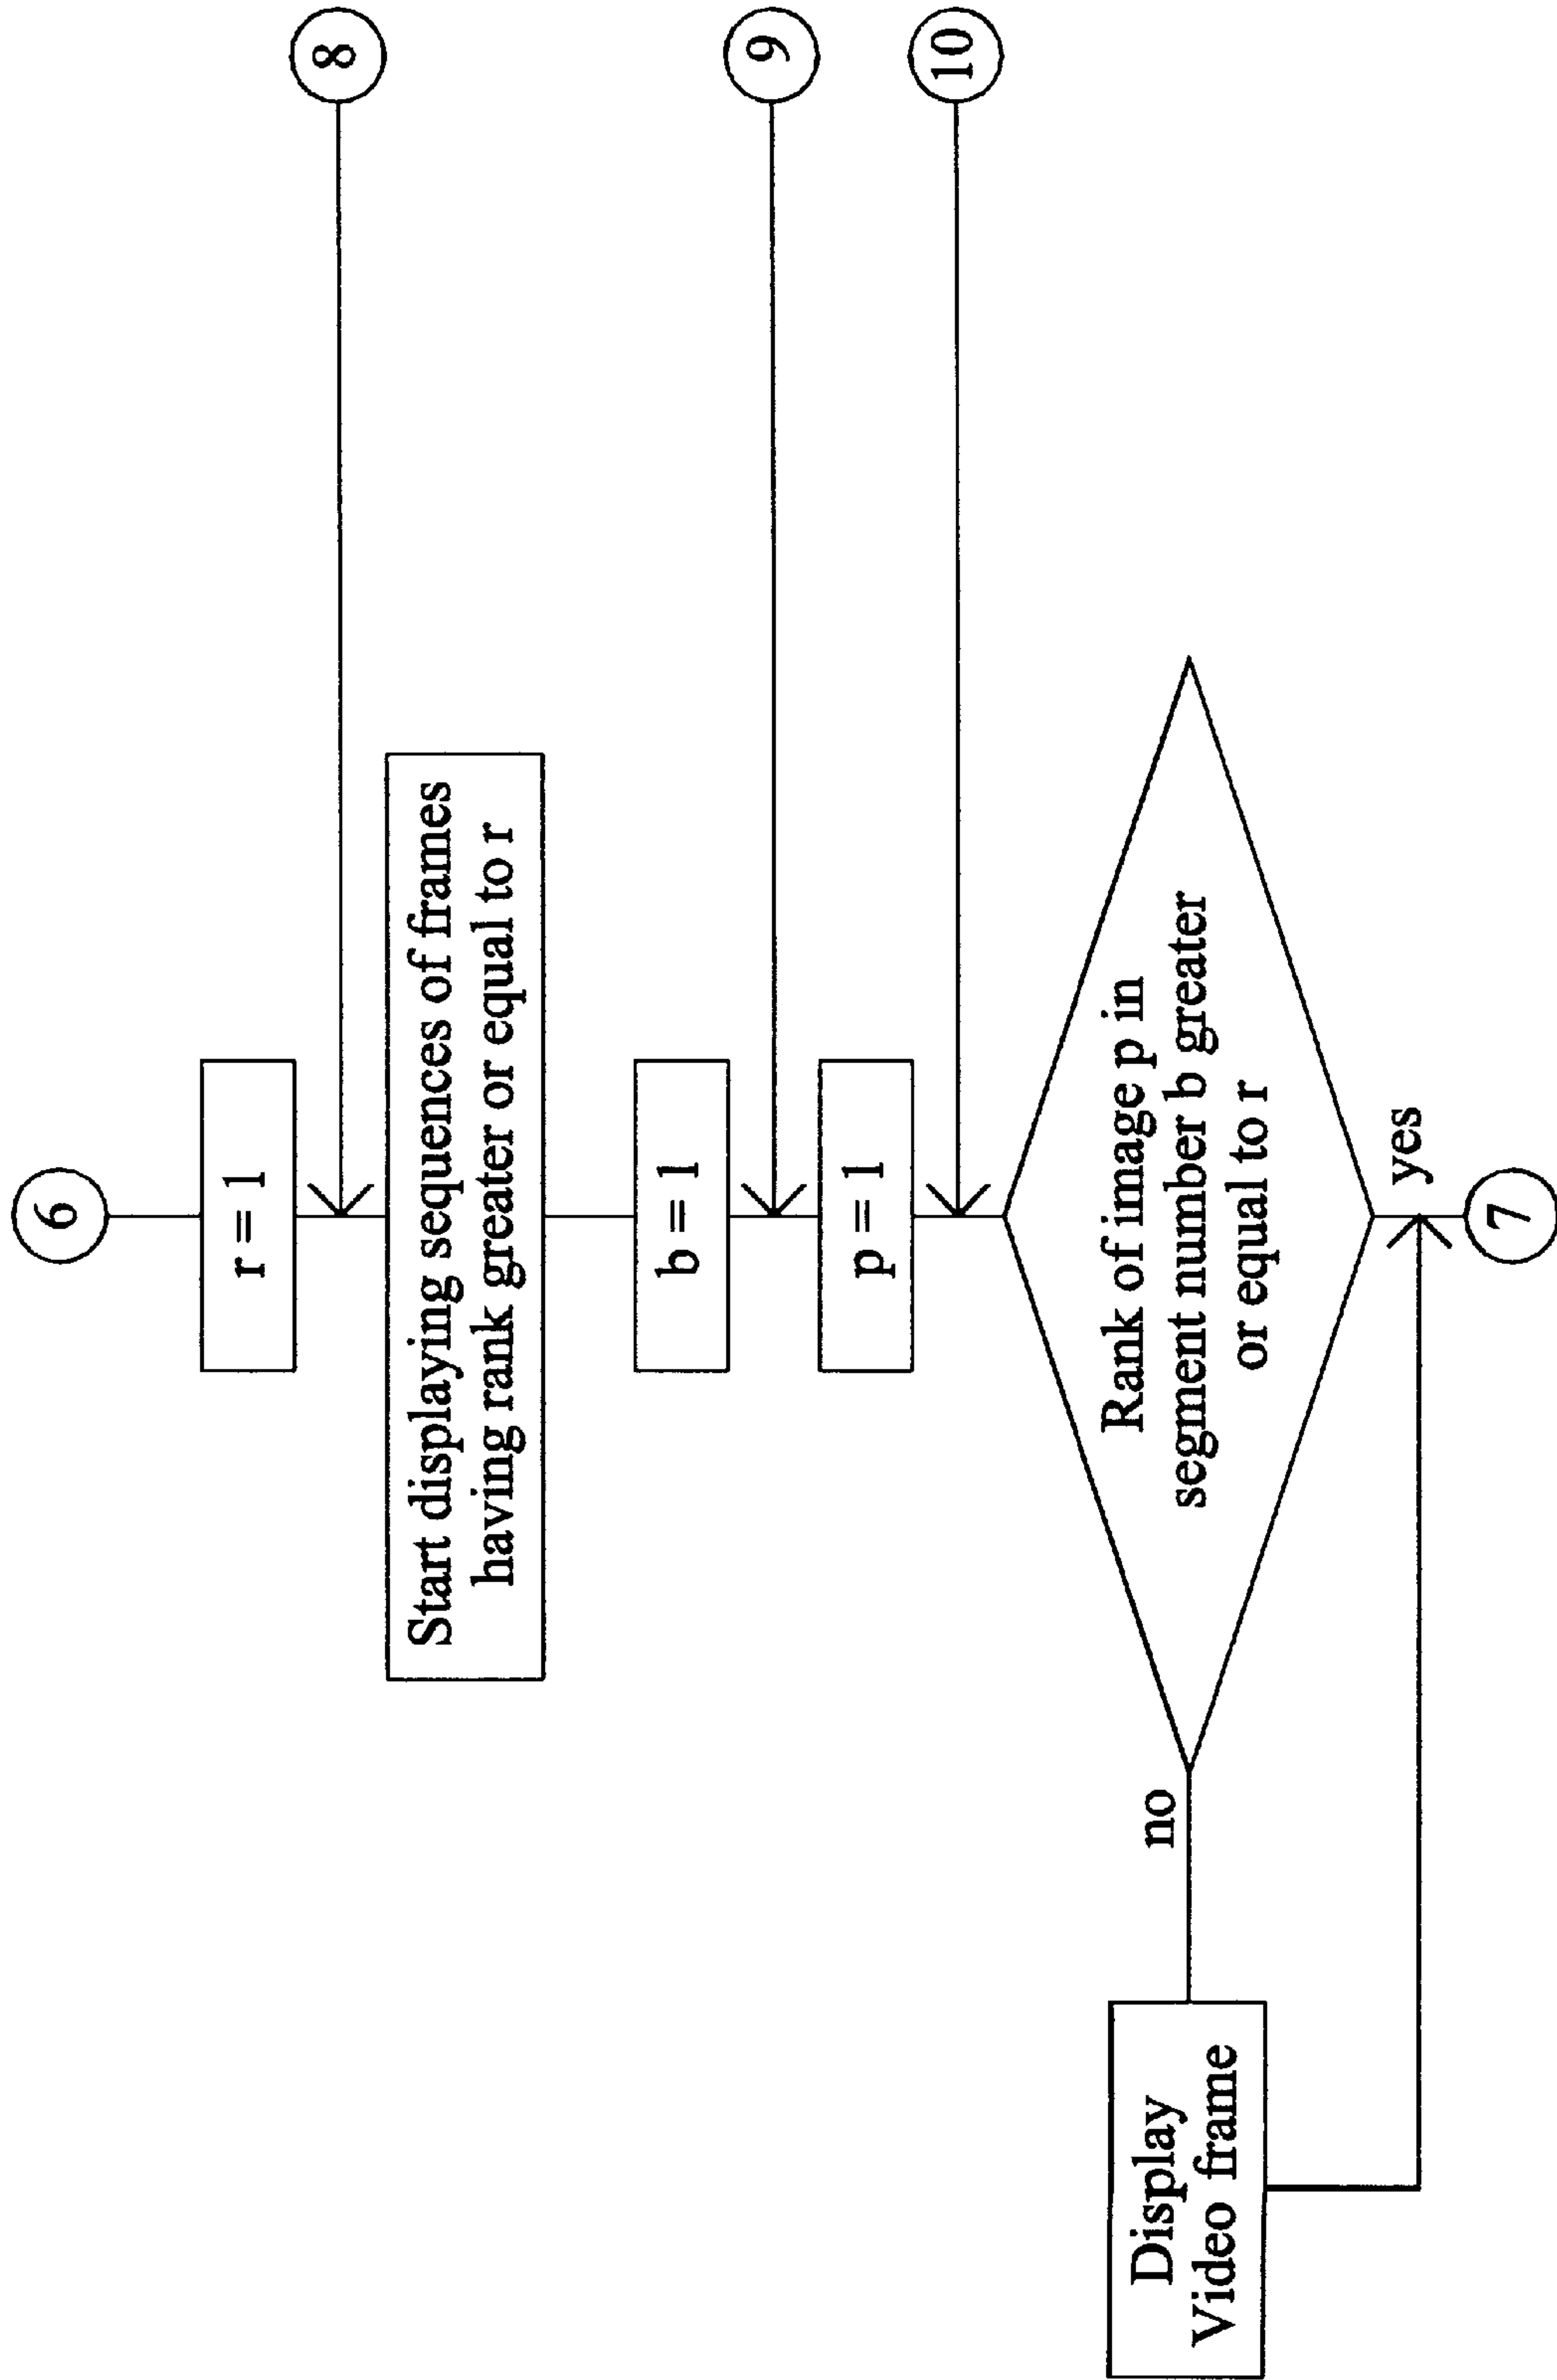 6
r = 1
8
Start displaying sequences of frames
having rank greater or equal to r
b = 1
9
p = 1
10
Rank of image p in
segment number b greater
or equal to r
no
Display
Video frame
yes
7